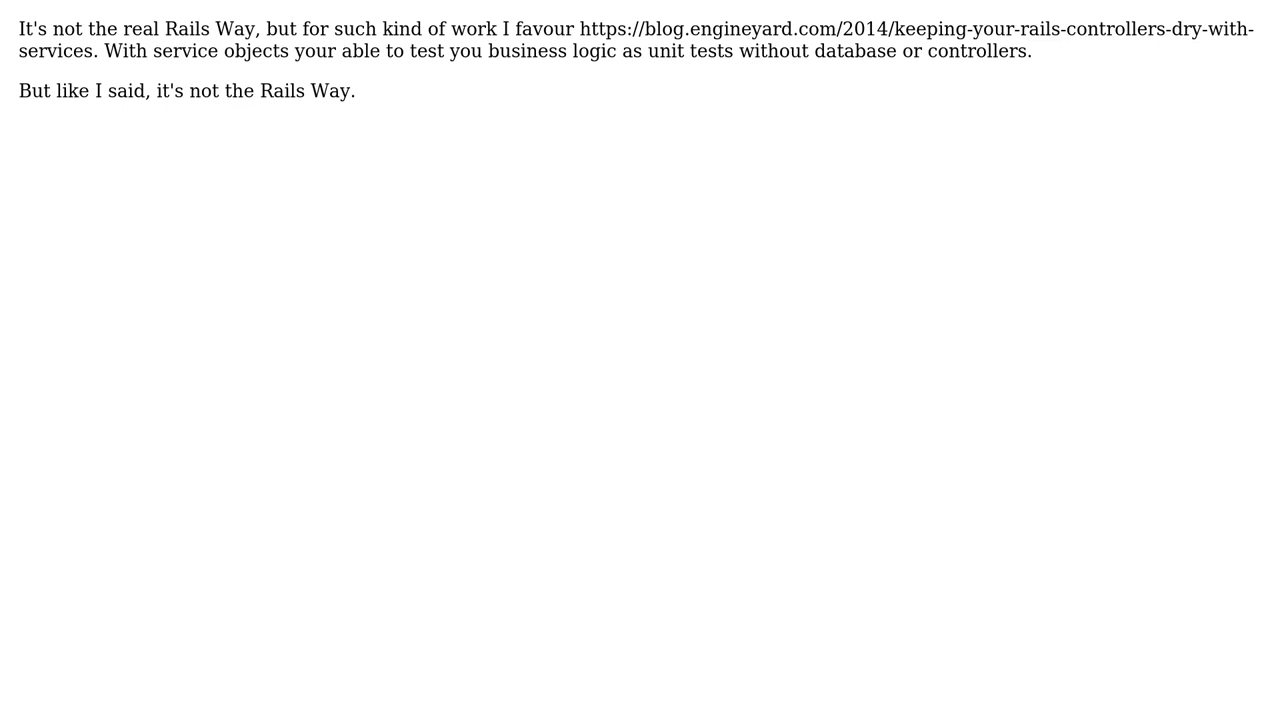 It's not the real Rails Way, but for such kind of work I favour https://blog.engineyard.com/2014/keeping-your-rails-controllers-dry-with-
services. With service objects your able to test you business logic as unit tests without database or controllers.
But like I said, it's not the Rails Way.